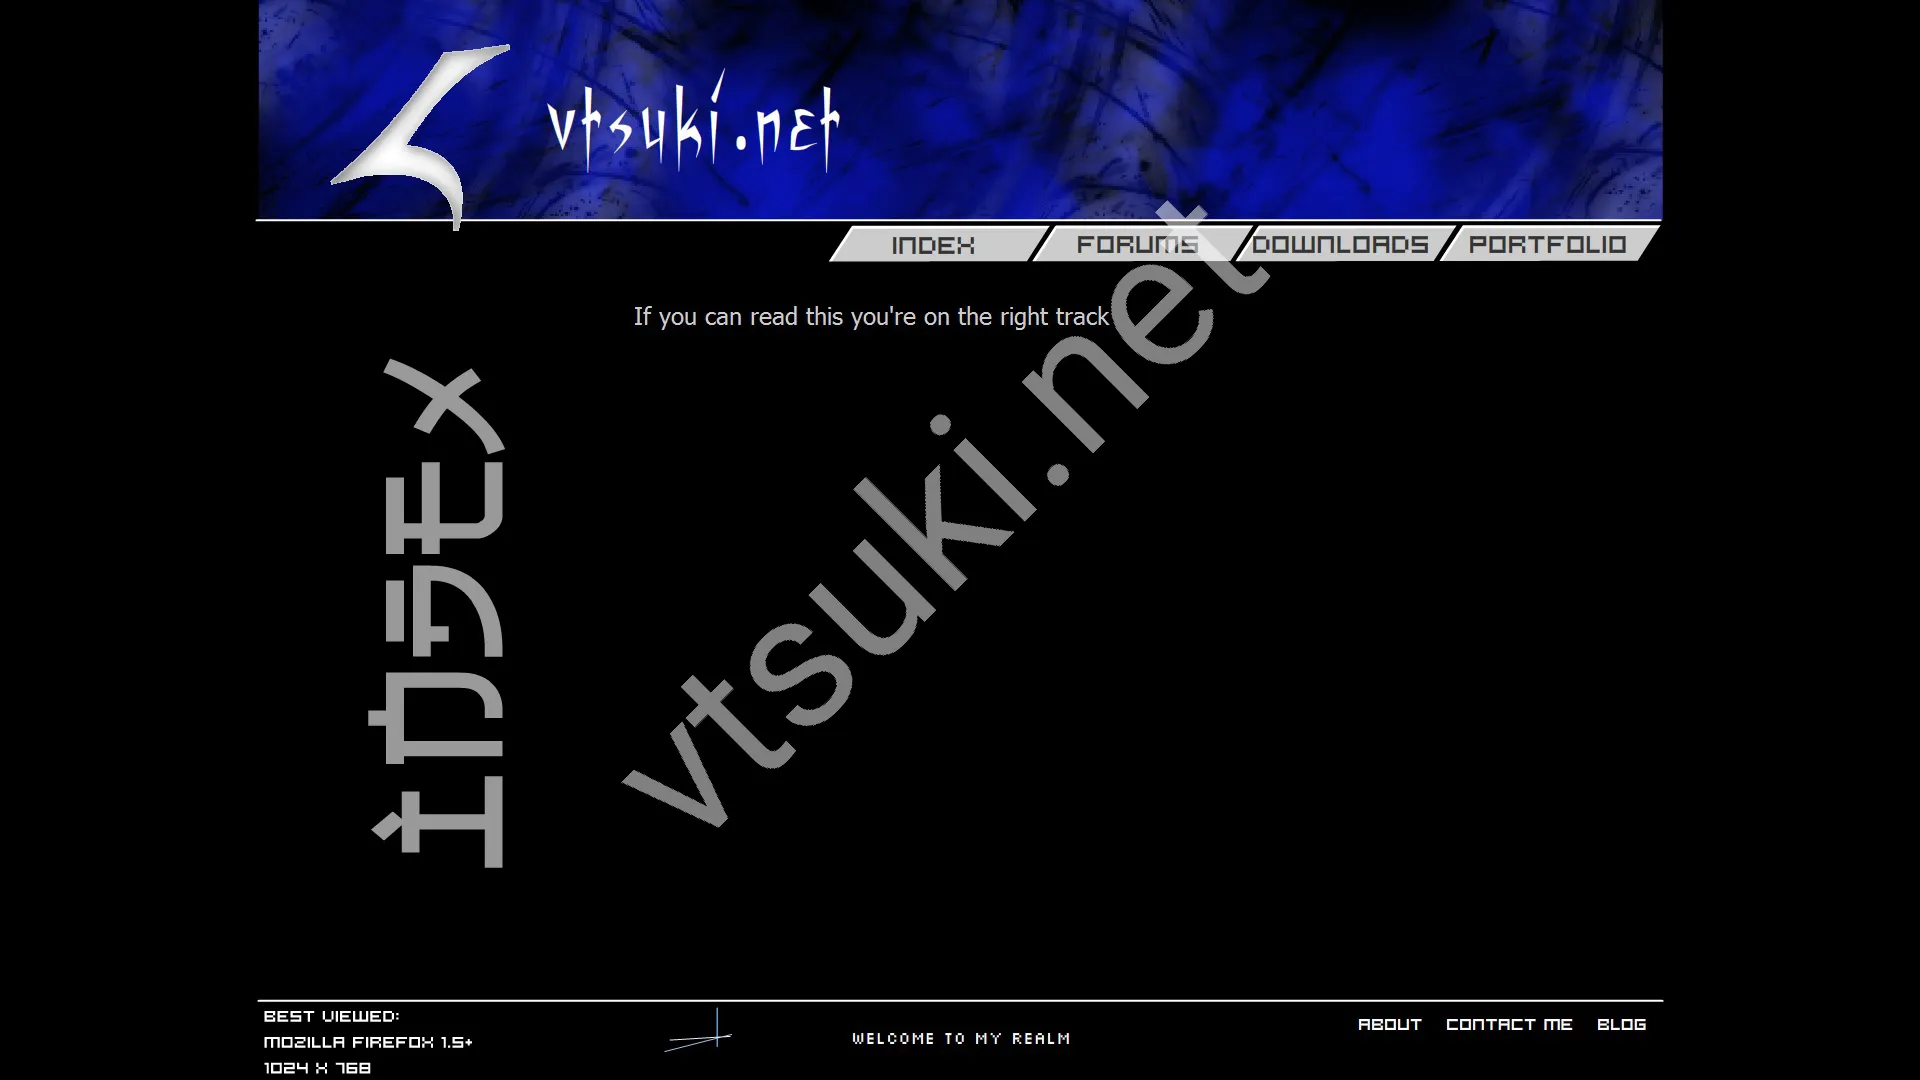 vtsuki.net
INDEX FORUMS DOWNLOADS PORTFOLIO
If you can read this you're on the right track
INDEX
vtsuki.net
BEST VIEWED:
MOZILLA FIREFOX 1.5+
1024 X 768
WELCOME TO MY REALM
ABOUT CONTACT ME BLOG